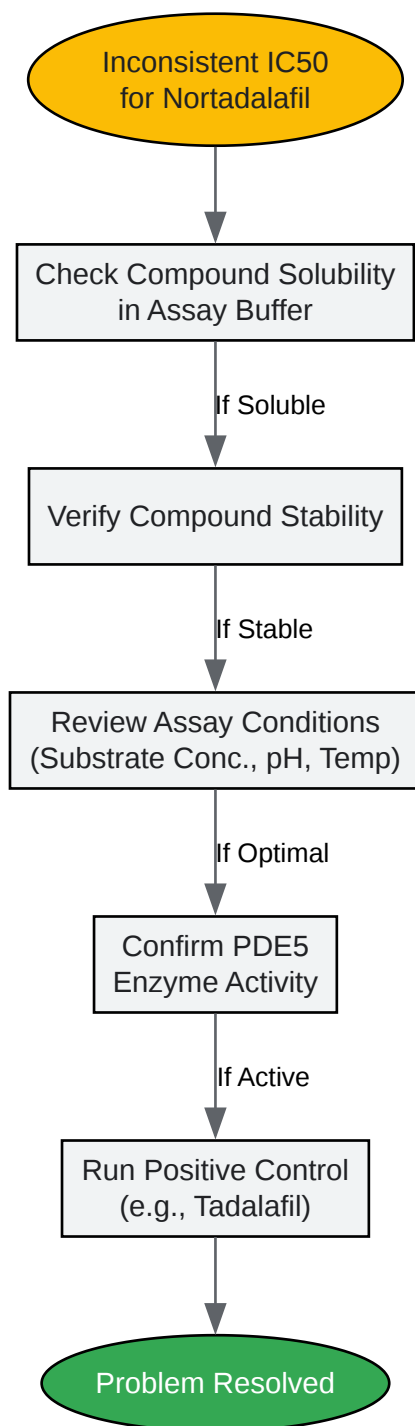 Inconsistent IC50
for Nortadalafil
Check Compound Solubility
in Assay Buffer
If Soluble
Verify Compound Stability
If Stable
Review Assay Conditions
(Substrate Conc., pH, Temp)
If Optimal
Confirm PDE5
Enzyme Activity
If Active
Run Positive Control
(e.g., Tadalafil)
Problem Resolved